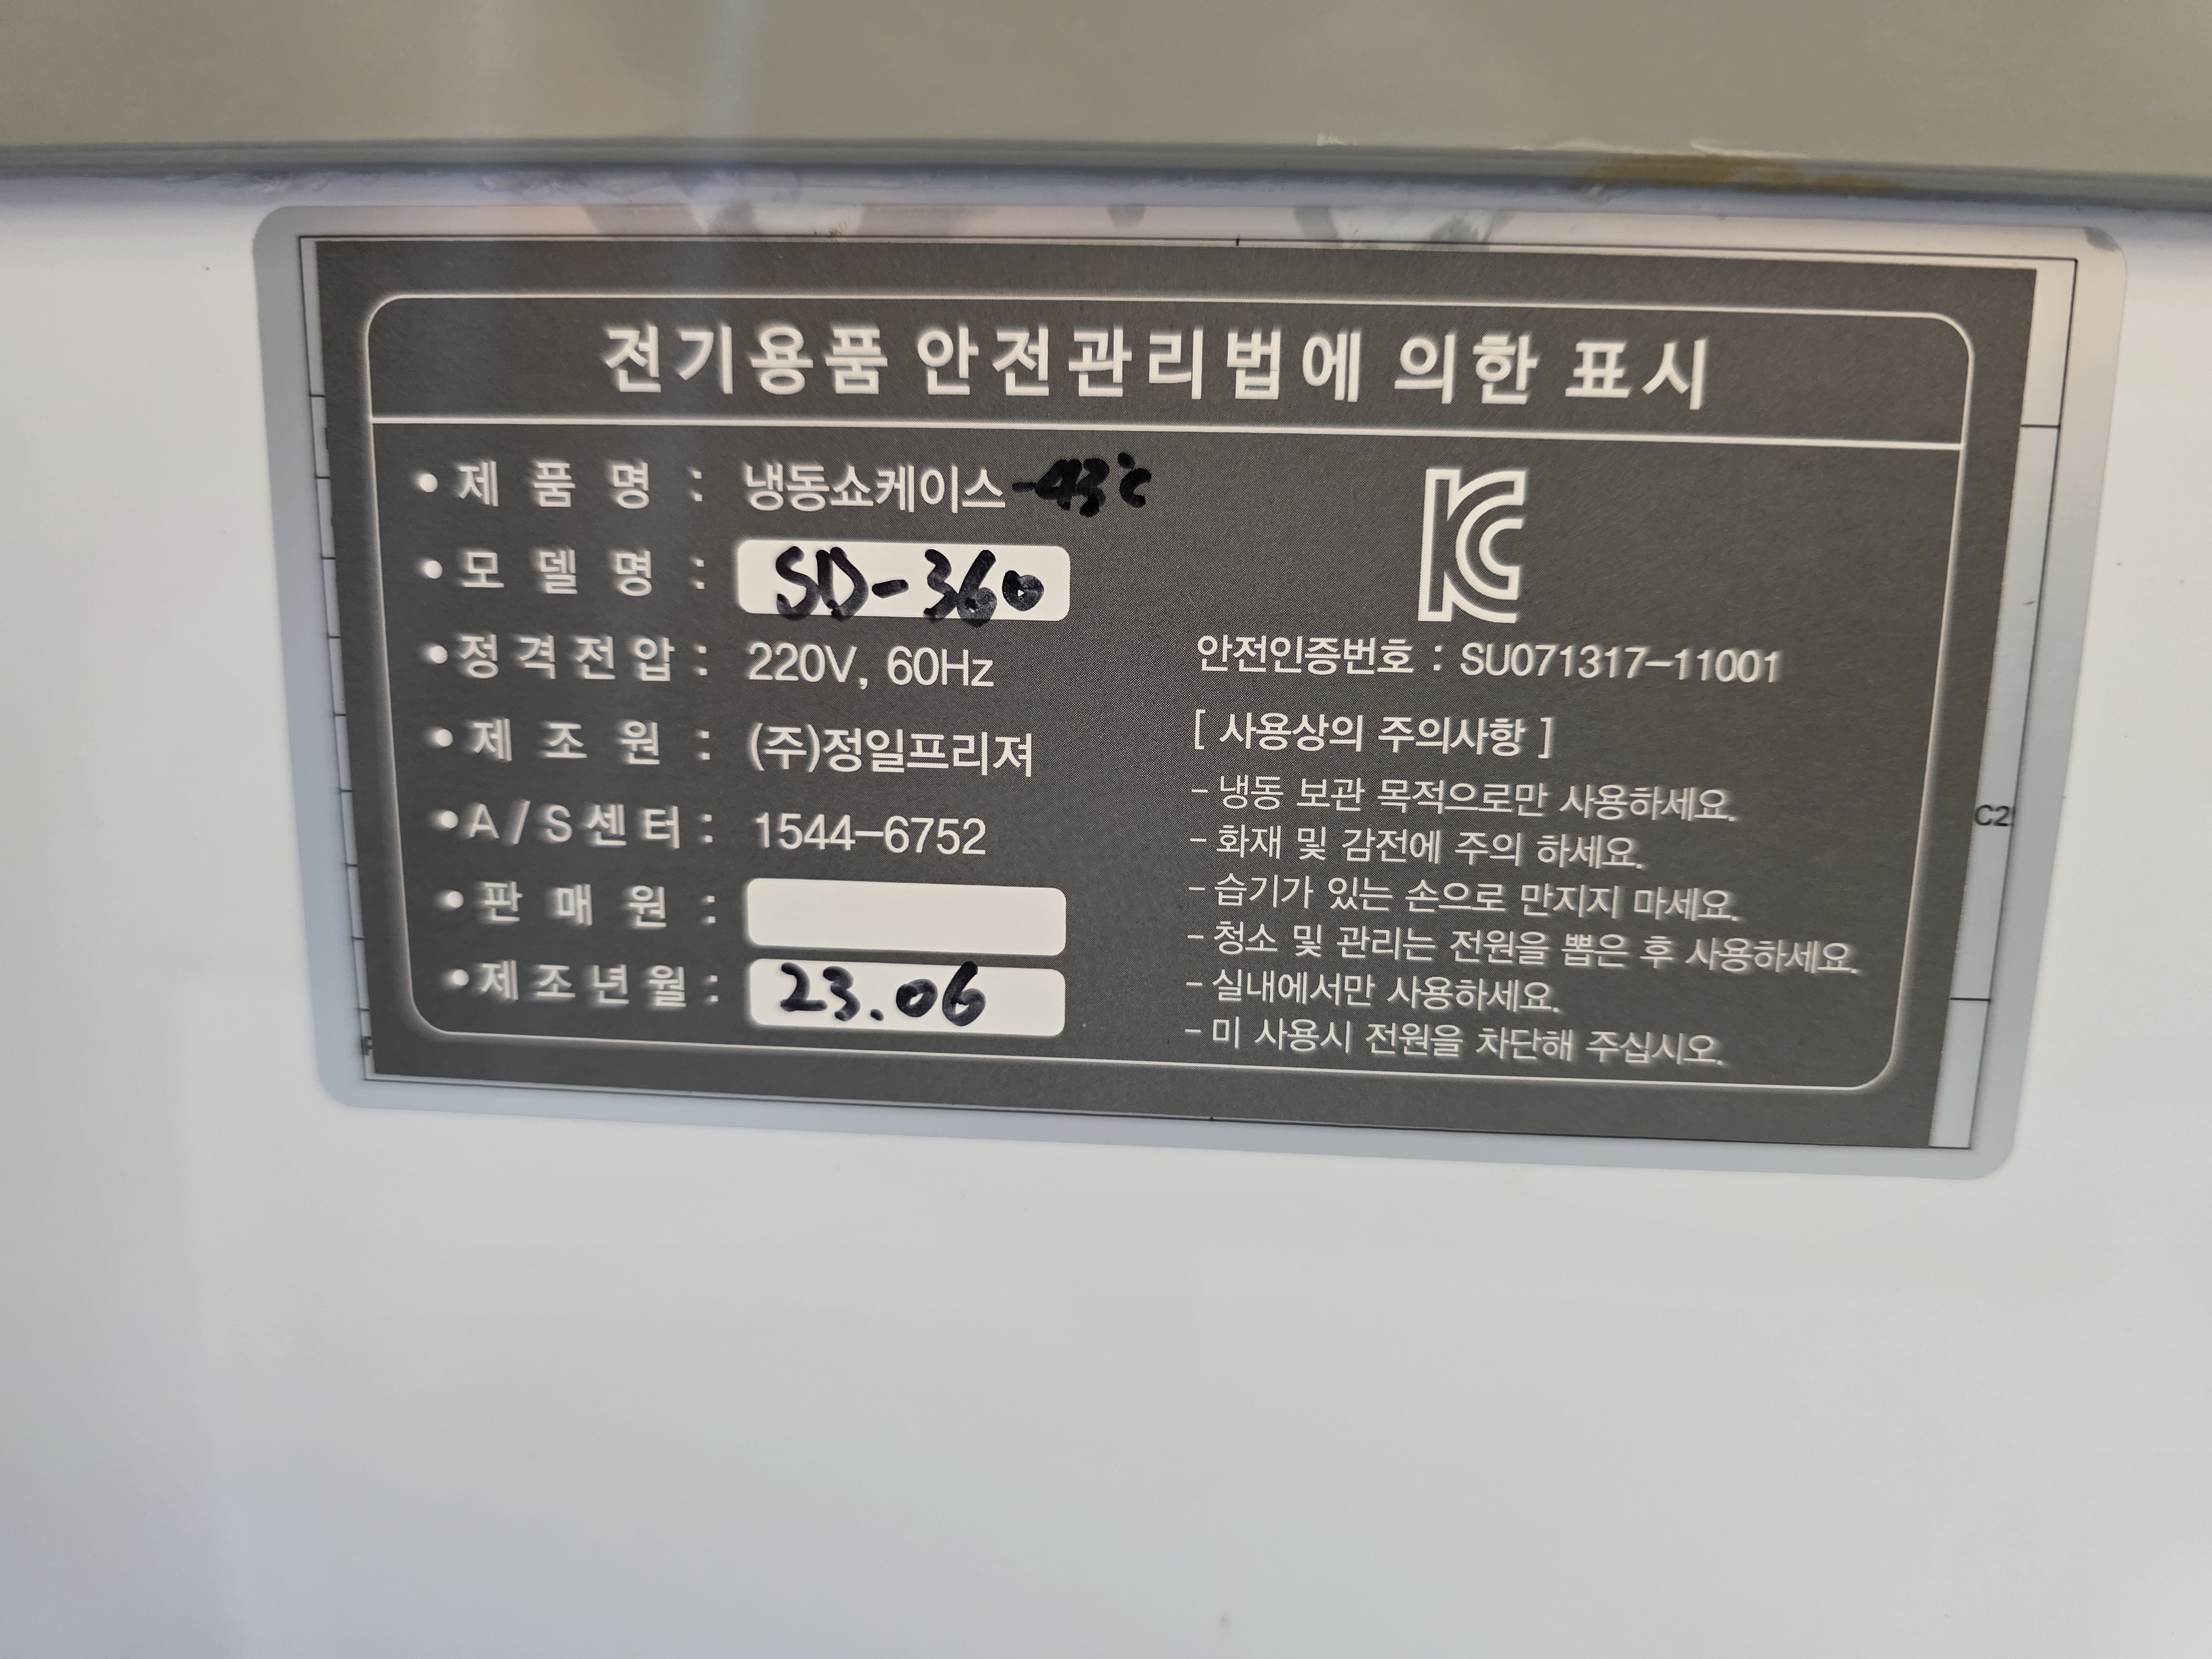 전기용품 안전관리법에 의한 표시
• 제품명 : 냉동쇼케이스 -43°C
• 모델명 : SD-360
• 정격전압 : 220V, 60Hz
• 제조원 : (주)정일프리져
• A/S센터 : 1544-6752
• 판매원 :
• 제조년월 : 23.06
KC
안전인증번호 : SU071317-11001
[ 사용상의 주의사항 ]
- 냉동 보관 목적으로만 사용하세요.
- 화재 및 감전에 주의 하세요.
- 습기가 있는 손으로 만지지 마세요.
- 청소 및 관리는 전원을 뽑은 후 사용하세요.
- 실내에서만 사용하세요.
- 미 사용시 전원을 차단해 주십시오.
C2